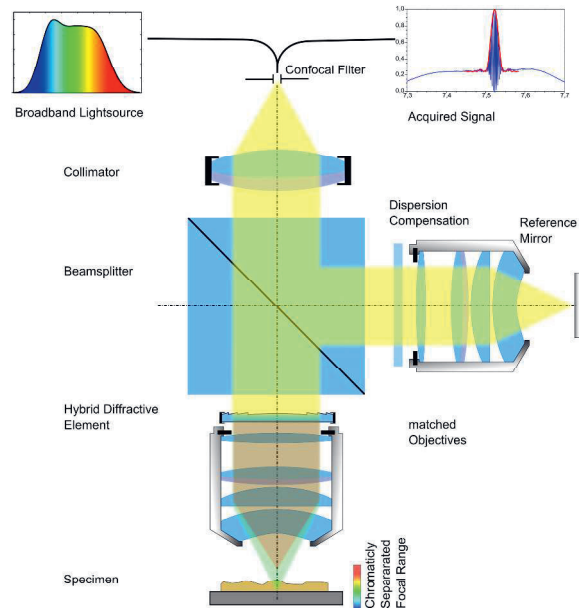 Confocal Filter
Broadband Lightsource
1,0
0,8
0,6
0,4
0,2
0,0
7,3
7,4
7,5
7,6
7,7
Acquired Signal
Collimator
Dispersion
Compensation
Reference
Mirror
Beamsplitter
Hybrid Diffractive
Element
matched
Objectives
Specimen
Chromaticly
Separarated
Focal Range